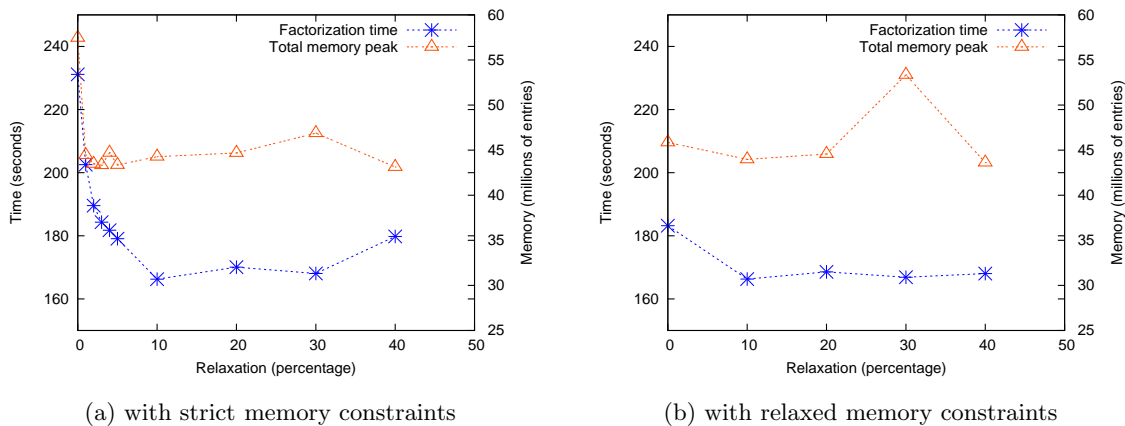 Factorization time
Total memory peak
240
220
200
180
160
0 10 20 30 40 50
60
55
50
45
40
35
30
25
Time (seconds)
Memory (millions of entries)
Relaxation (percentage)
(a) with strict memory constraints
Factorization time
Total memory peak
240
220
200
180
160
0 10 20 30 40 50
60
55
50
45
40
35
30
25
Time (seconds)
Memory (millions of entries)
Relaxation (percentage)
(b) with relaxed memory constraints